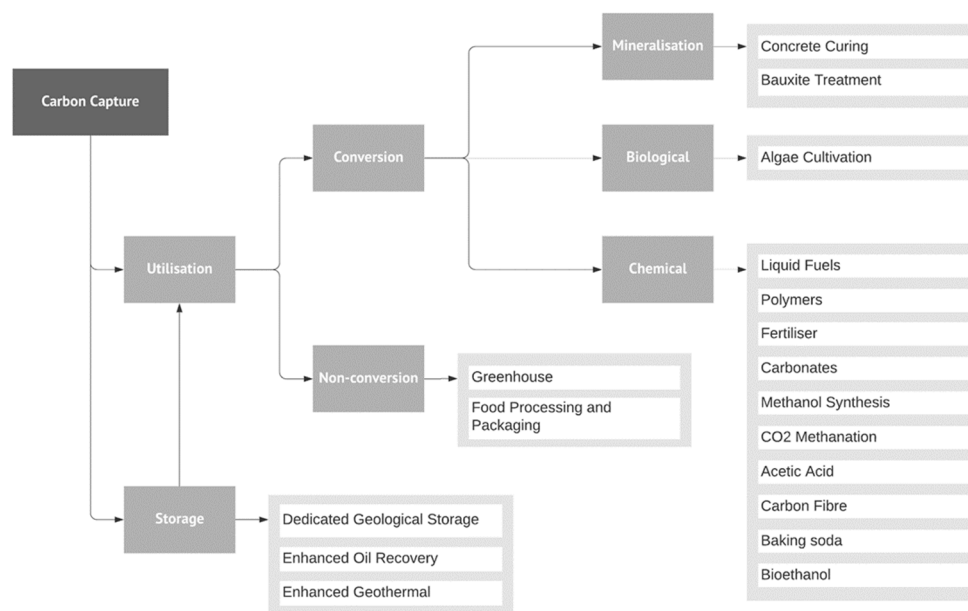 Carbon Capture
Utilisation
Storage
Conversion
Non-conversion
Mineralisation
Biological
Chemical
Concrete Curing
Bauxite Treatment
Algae Cultivation
Liquid Fuels
Polymers
Fertiliser
Carbonates
Methanol Synthesis
CO2 Methanation
Acetic Acid
Carbon Fibre
Baking soda
Bioethanol
Greenhouse
Food Processing and
Packaging
Dedicated Geological Storage
Enhanced Oil Recovery
Enhanced Geothermal